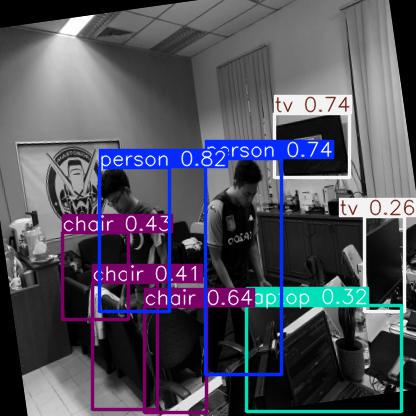 tv 0.74
person 0.82
person 0.74
tv 0.26
chair 0.43
chair 0.41
chair 0.64
laptop 0.32